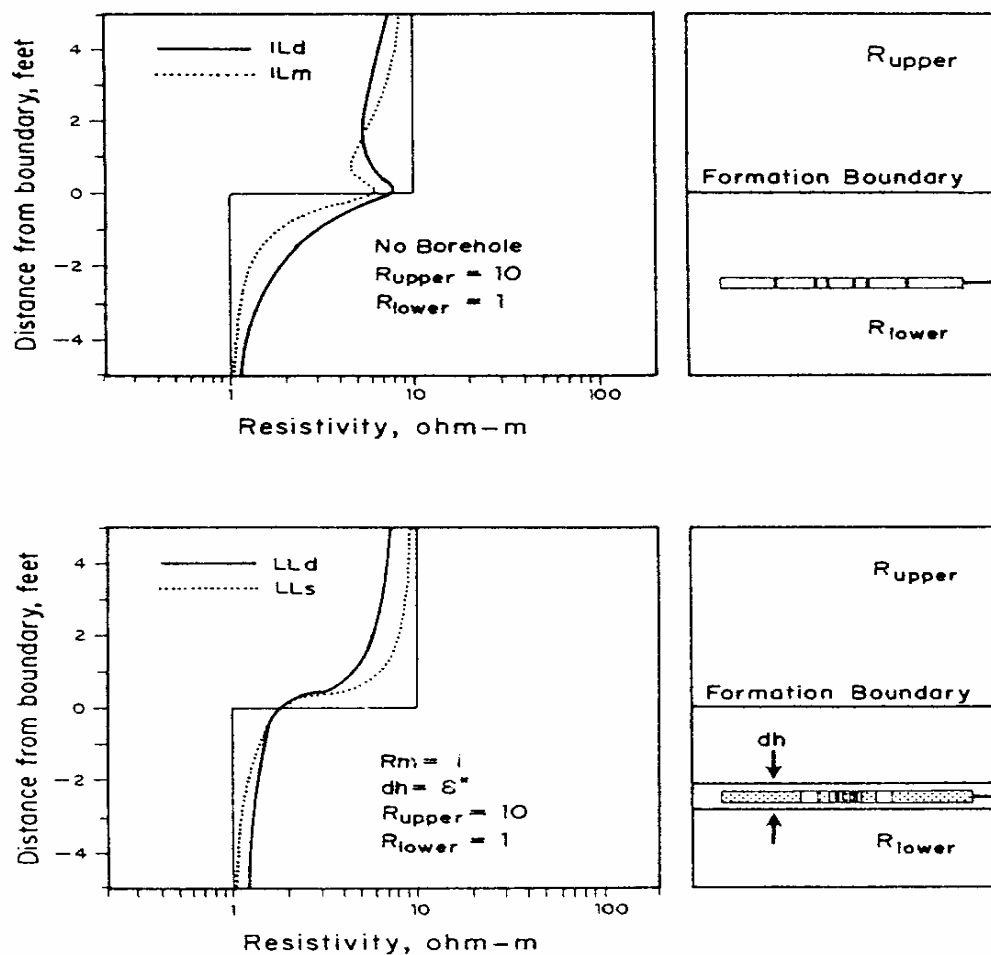 ILd
ILm
Distance from boundary, feet
4
2
0
-2
-4
No Borehole
Rupper = 10
Rlower = 1
1
10
100
Resistivity, ohm-m
Rupper
Formation Boundary
Rlower
LLd
LLs
Distance from boundary, feet
4
2
0
-2
-4
Rm = 1
dh = 8"
Rupper = 10
Rlower = 1
1
10
100
Resistivity, ohm-m
Rupper
Formation Boundary
dh
Rlower